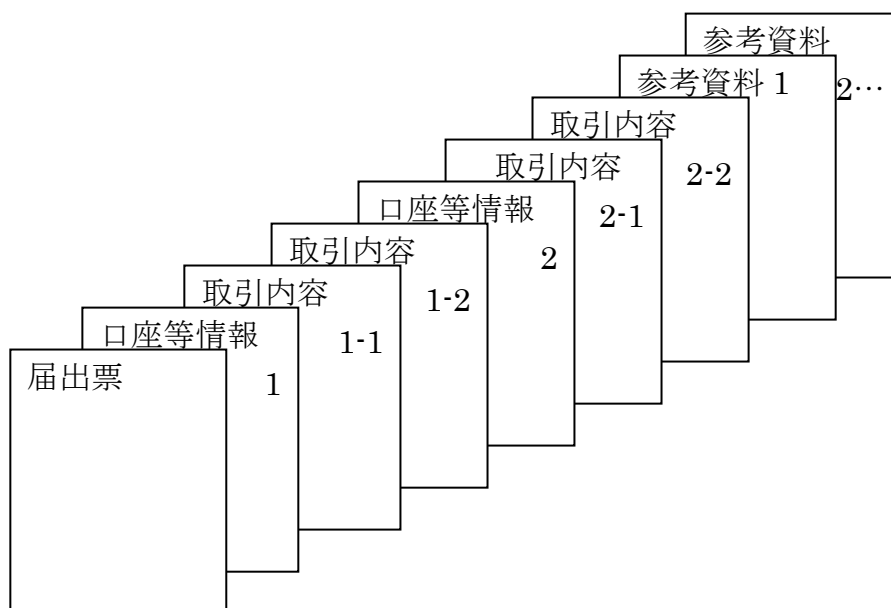 届出票
口座等情報
1
取引内容
1-1
取引内容
1-2
口座等情報
2
取引内容
2-1
取引内容
2-2
参考資料 1
参考資料
2…